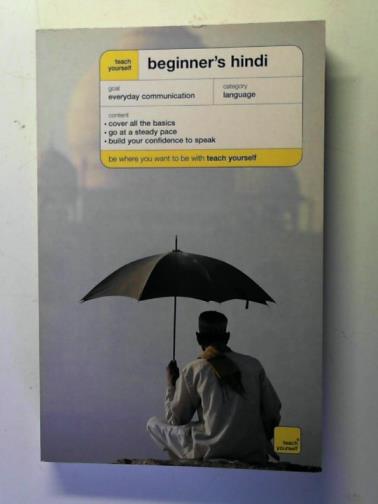 teach
yourself
beginner's hindi
goal
everyday communication
category
language
content
• cover all the basics
• go at a steady pace
• build your confidence to speak
be where you want to be with teach yourself
teach
yourself